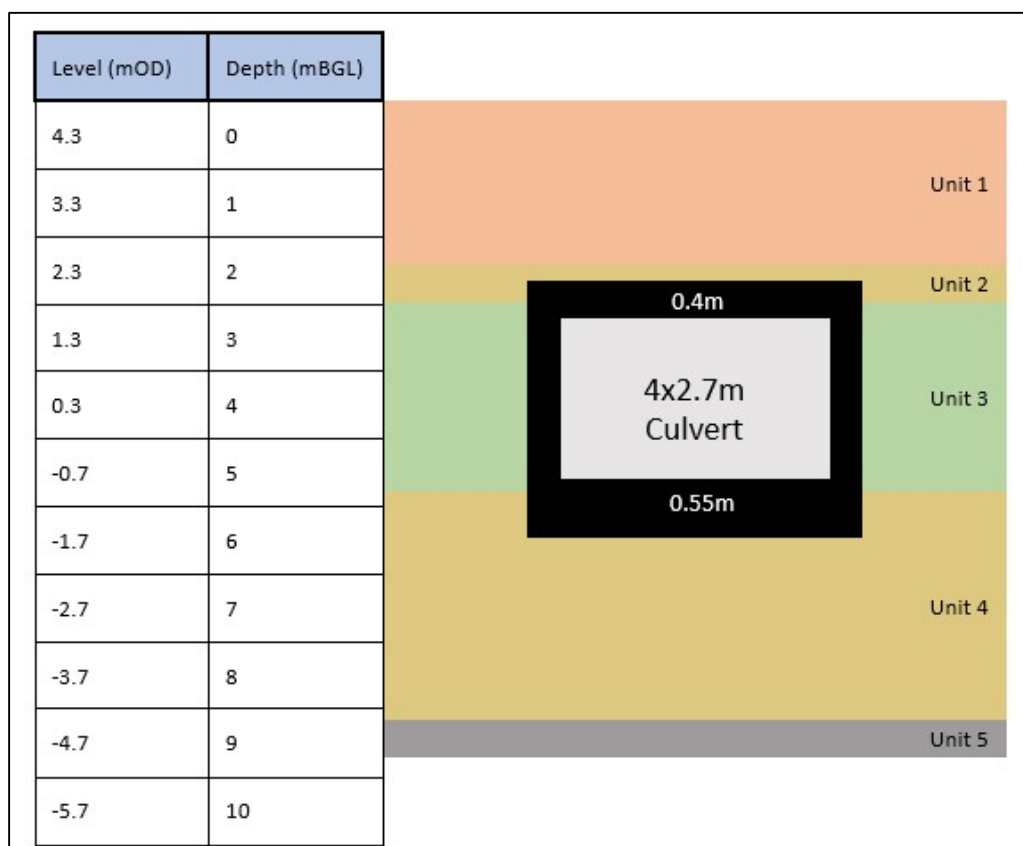 Level (mOD) Depth (mBGL)
4.3 0
3.3 1
2.3 2
1.3 3
0.3 4
-0.7 5
-1.7 6
-2.7 7
-3.7 8
-4.7 9
-5.7 10
Unit 1
Unit 2
0.4m
4x2.7m
Culvert
Unit 3
0.55m
Unit 4
Unit 5